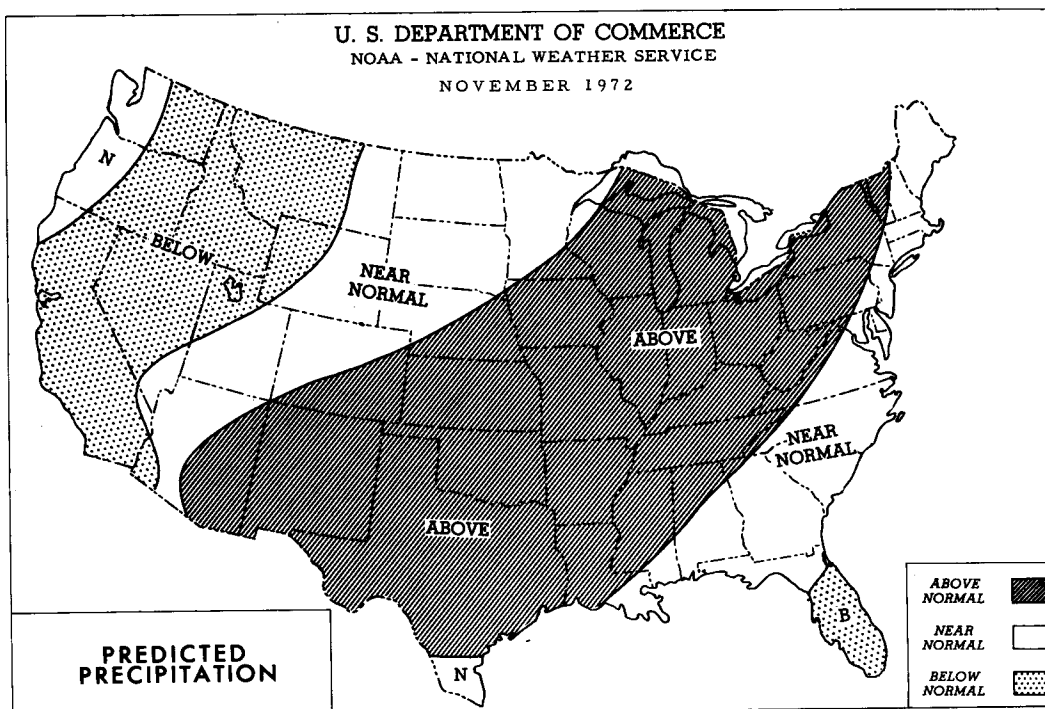 U. S. DEPARTMENT OF COMMERCE
NOAA - NATIONAL WEATHER SERVICE
NOVEMBER 1972
N
BELOW
NEAR
NORMAL
ABOVE
NEAR
NORMAL
ABOVE
B
N
PREDICTED
PRECIPITATION
ABOVE
NORMAL
NEAR
NORMAL
BELOW
NORMAL